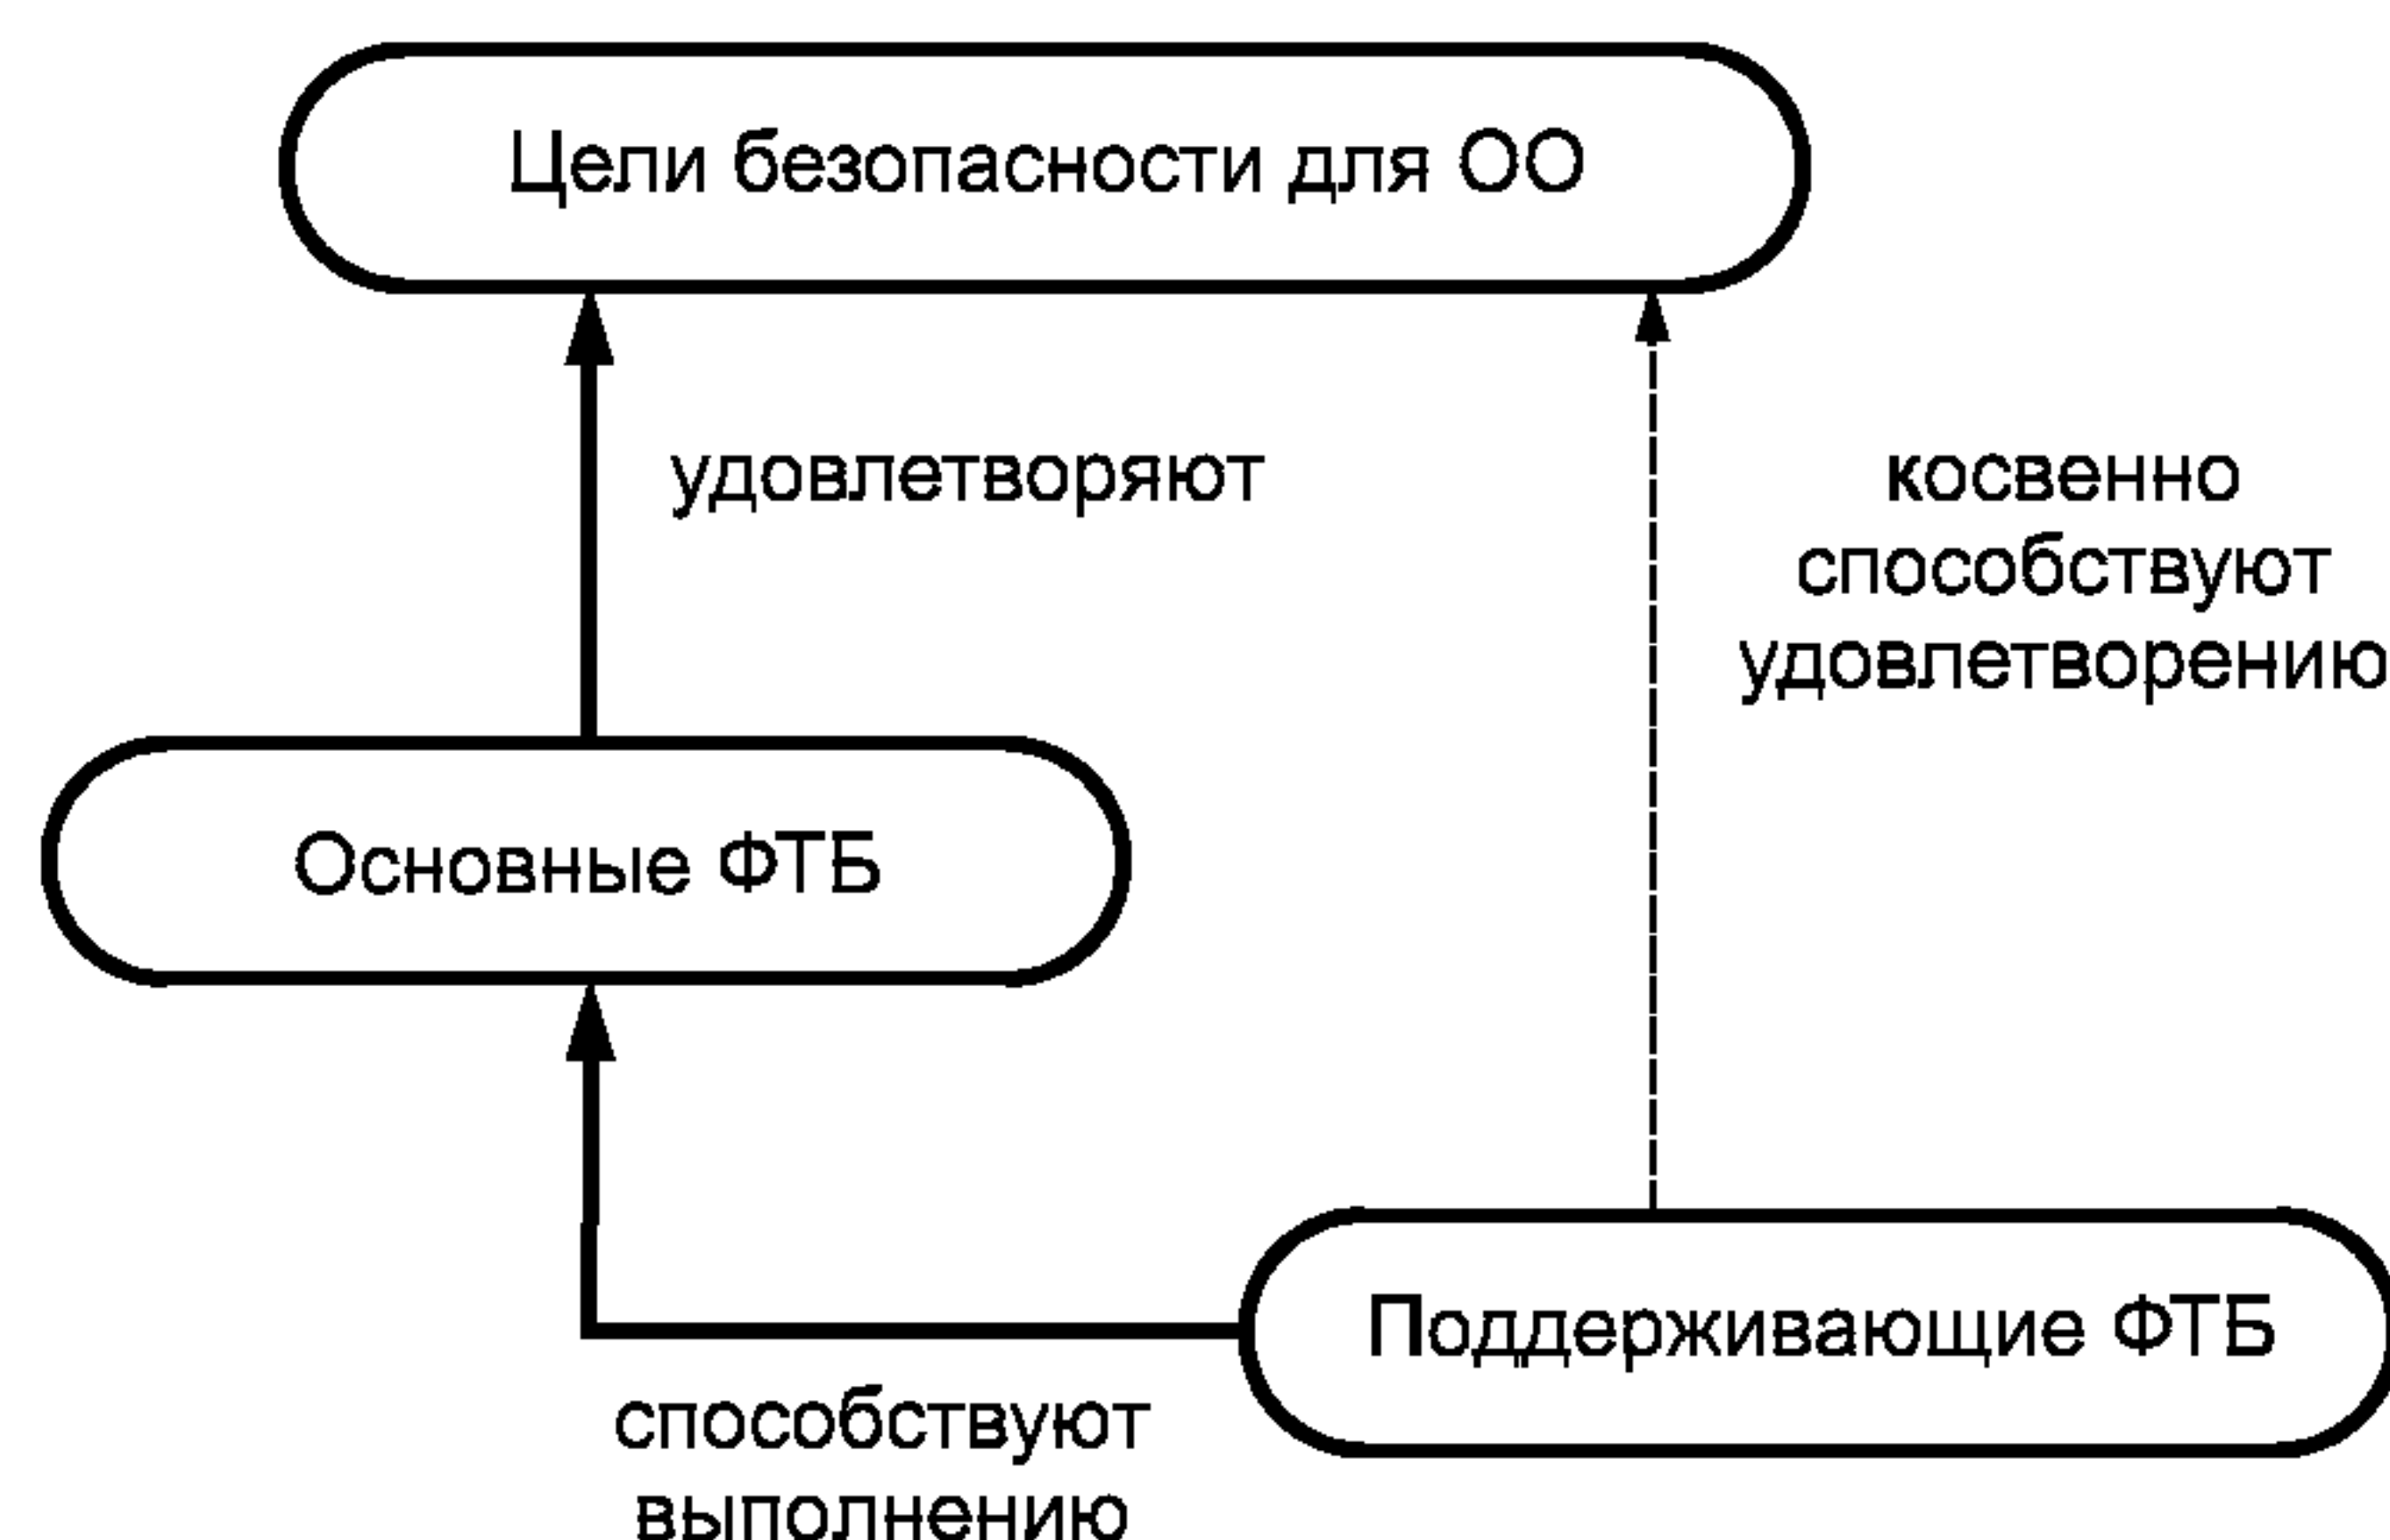 Цели безопасности для ОО
удовлетворяют
косвенно
способствуют
удовлетворению
Основные ФТБ
Поддерживающие ФТБ
способствуют
выполнению